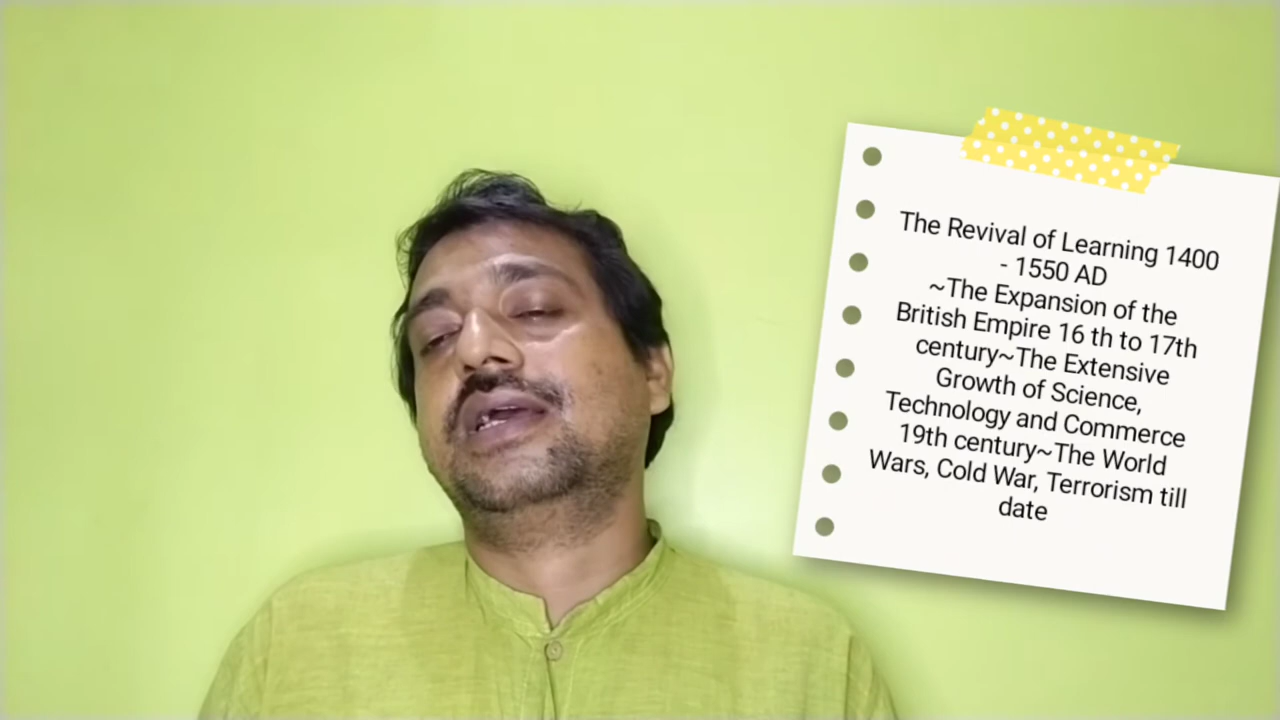 The Revival of Learning 1400
- 1550 AD
~The Expansion of the
British Empire 16 th to 17th
century~The Extensive
Growth of Science,
Technology and Commerce
19th century~The World
Wars, Cold War, Terrorism till
date